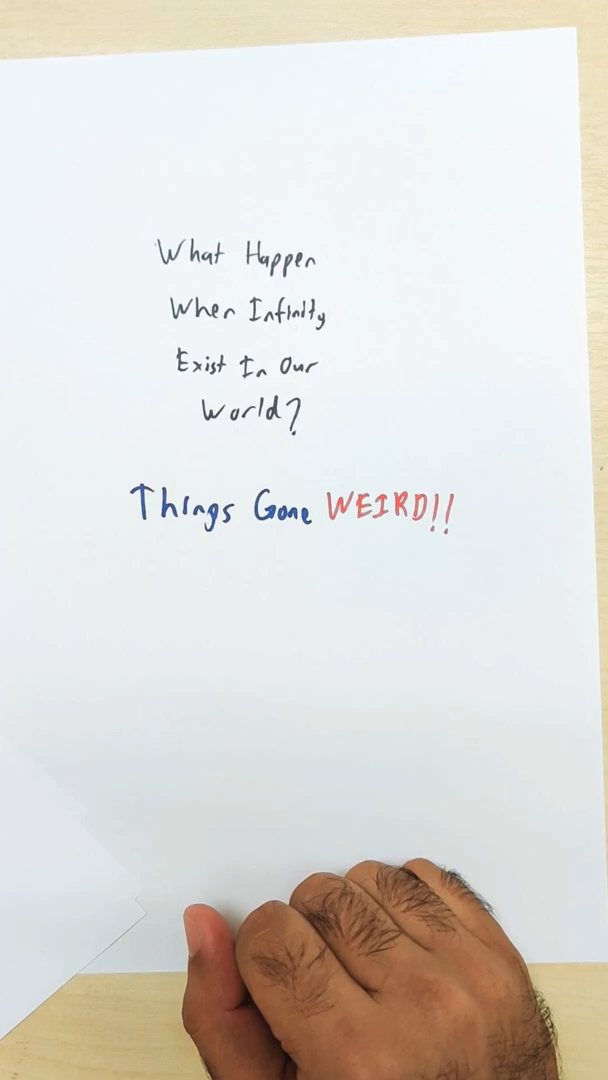 What Happen
When Infinity
Exist In Our
World?
Things Gone WEIRD!!